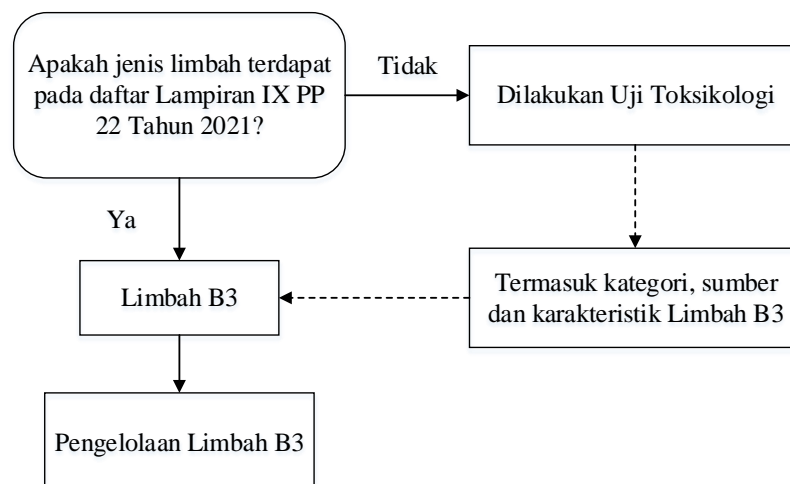 Apakah jenis limbah terdapat
pada daftar Lampiran IX PP
22 Tahun 2021?
Tidak
Dilakukan Uji Toksikologi
Ya
Limbah B3
Termasuk kategori, sumber
dan karakteristik Limbah B3
Pengelolaan Limbah B3